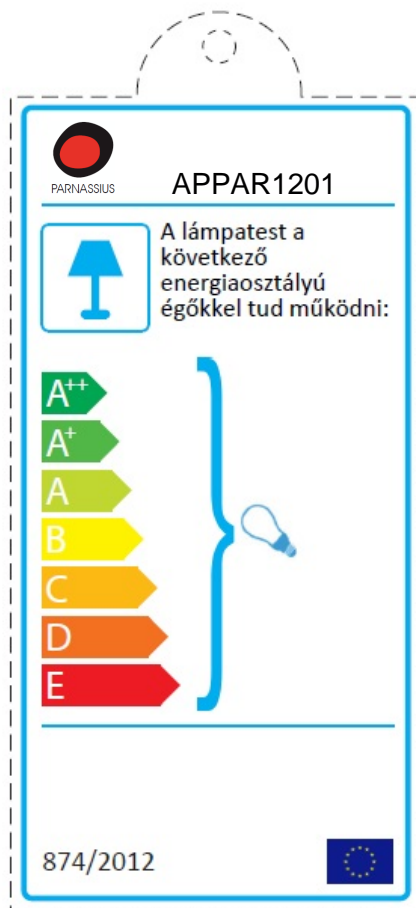 PARNASSIUS
APPAR1201
A lámpatest a
következő
energiaosztályú
égőkkel tud működni:
A++
A+
A
B
C
D
E
874/2012